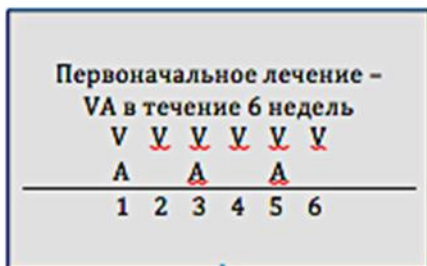 Первоначальное лечение –
VA в течение 6 недель
V V V V V V
A A A
1 2 3 4 5 6